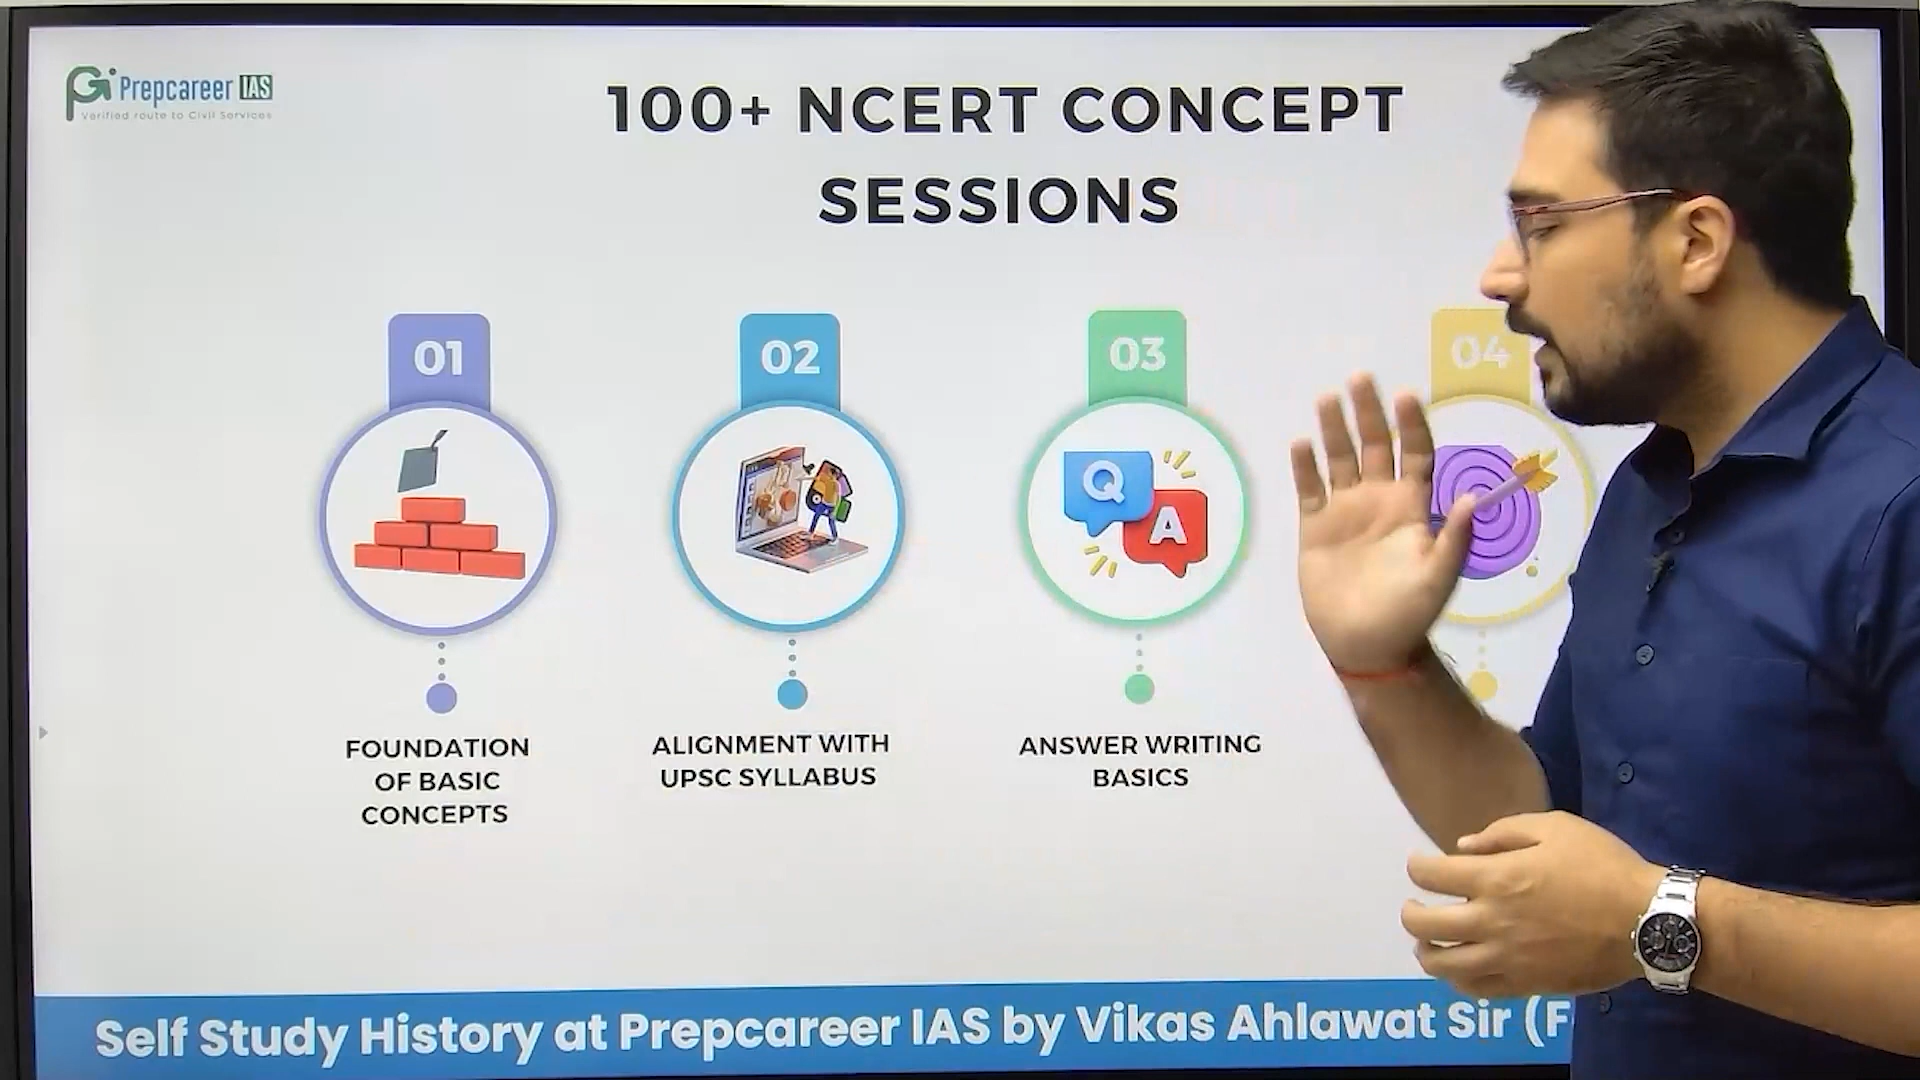 Prepcareer IAS
Verified route to Civil Services
100+ NCERT CONCEPT
SESSIONS
01
02
03
04
Q
A
FOUNDATION
OF BASIC
CONCEPTS
ALIGNMENT WITH
UPSC SYLLABUS
ANSWER WRITING
BASICS
Self Study History at Prepcareer IAS by Vikas Ahlawat Sir (F